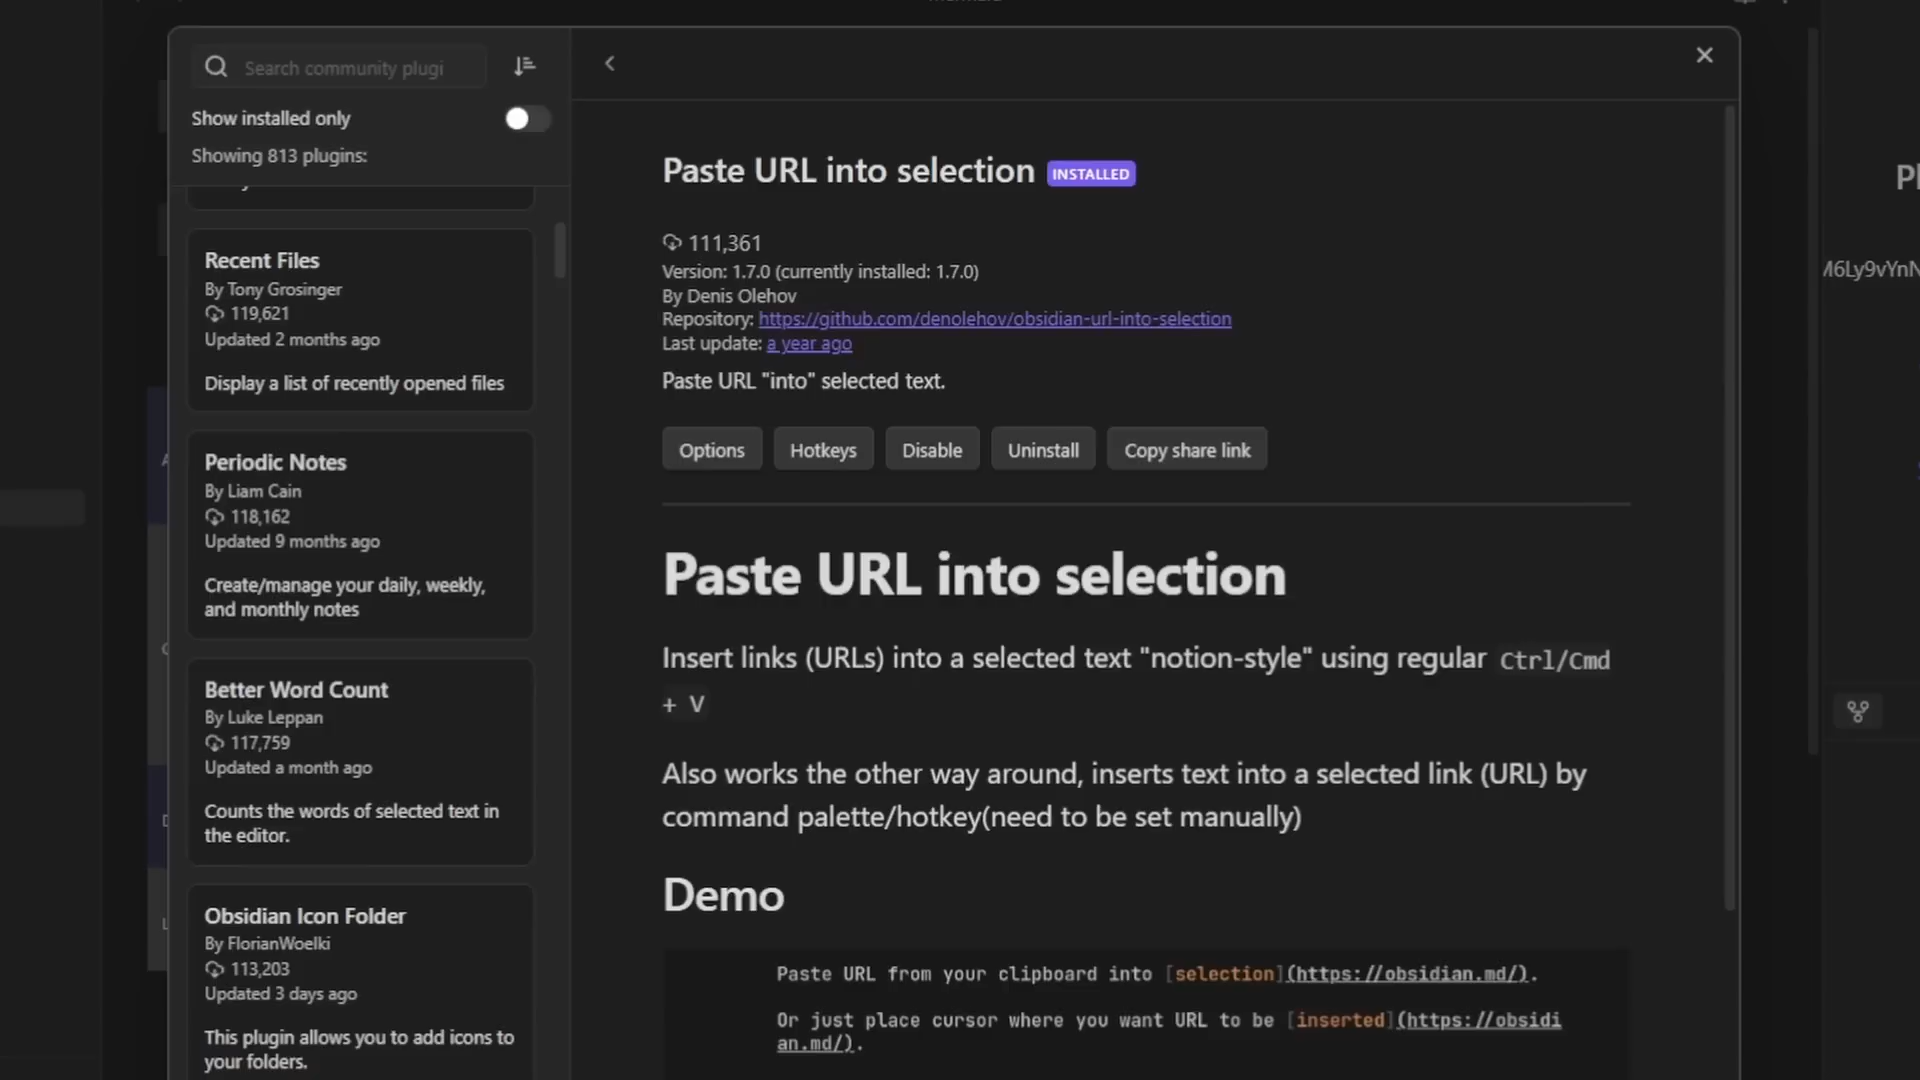 Search community plugi
Show installed only
Showing 813 plugins:
Recent Files
By Tony Grosinger
119,621
Updated 2 months ago
Display a list of recently opened files
Periodic Notes
By Liam Cain
118,162
Updated 9 months ago
Create/manage your daily, weekly,
and monthly notes
Better Word Count
By Luke Leppan
117,759
Updated a month ago
Counts the words of selected text in
the editor.
Obsidian Icon Folder
By FlorianWoelki
113,203
Updated 3 days ago
This plugin allows you to add icons to
your folders.
Paste URL into selection INSTALLED
111,361
Version: 1.7.0 (currently installed: 1.7.0)
By Denis Olehov
Repository: https://github.com/denolehov/obsidian-url-into-selection
Last update: a year ago
Paste URL "into" selected text.
Options Hotkeys Disable Uninstall Copy share link
Paste URL into selection
Insert links (URLs) into a selected text "notion-style" using regular Ctrl/Cmd
+ V
Also works the other way around, inserts text into a selected link (URL) by
command palette/hotkey(need to be set manually)
Demo
Paste URL from your clipboard into [selection](https://obsidian.md/).
Or just place cursor where you want URL to be [inserted](https://obsidi
an.md/).